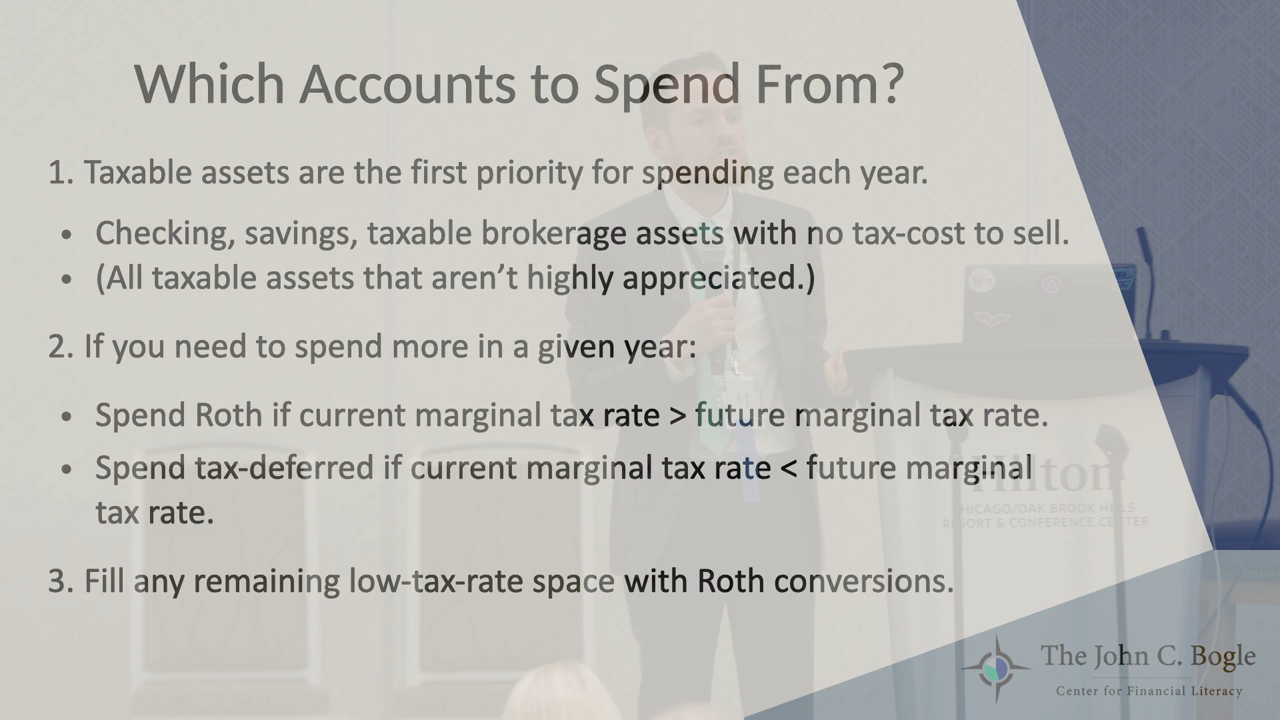 Which Accounts to Spend From?
1. Taxable assets are the first priority for spending each year.
• Checking, savings, taxable brokerage assets with no tax-cost to sell.
• (All taxable assets that aren’t highly appreciated.)
2. If you need to spend more in a given year:
• Spend Roth if current marginal tax rate > future marginal tax rate.
• Spend tax-deferred if current marginal tax rate < future marginal
tax rate.
3. Fill any remaining low-tax-rate space with Roth conversions.
Hilton
CHICAGO/OAK BROOK HILLS
RESORT & CONFERENCE CENTER
The John C. Bogle
Center for Financial Literacy